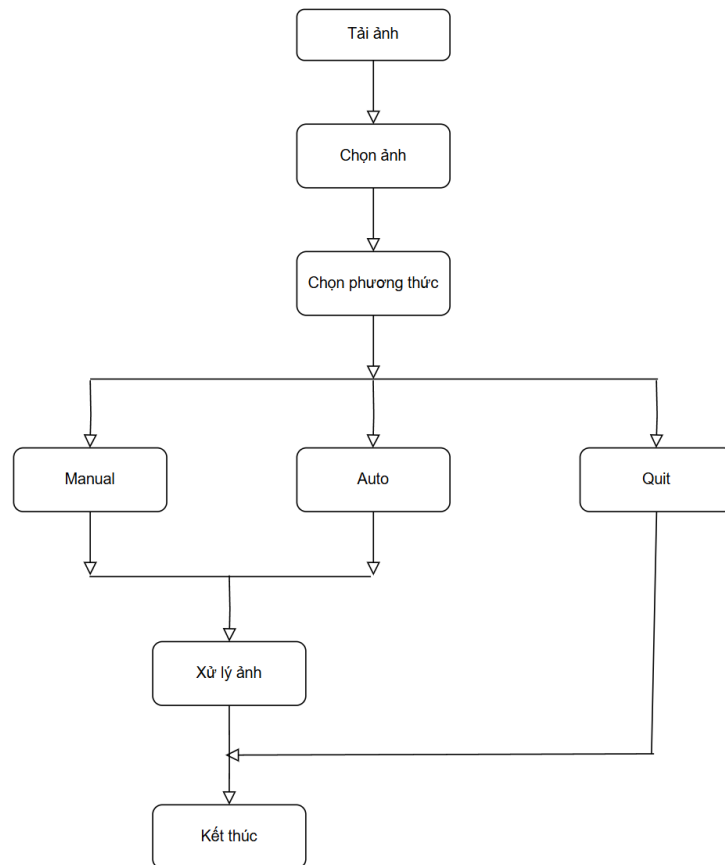 Tải ảnh
Chọn ảnh
Chọn phương thức
Manual
Auto
Quit
Xử lý ảnh
Kết thúc